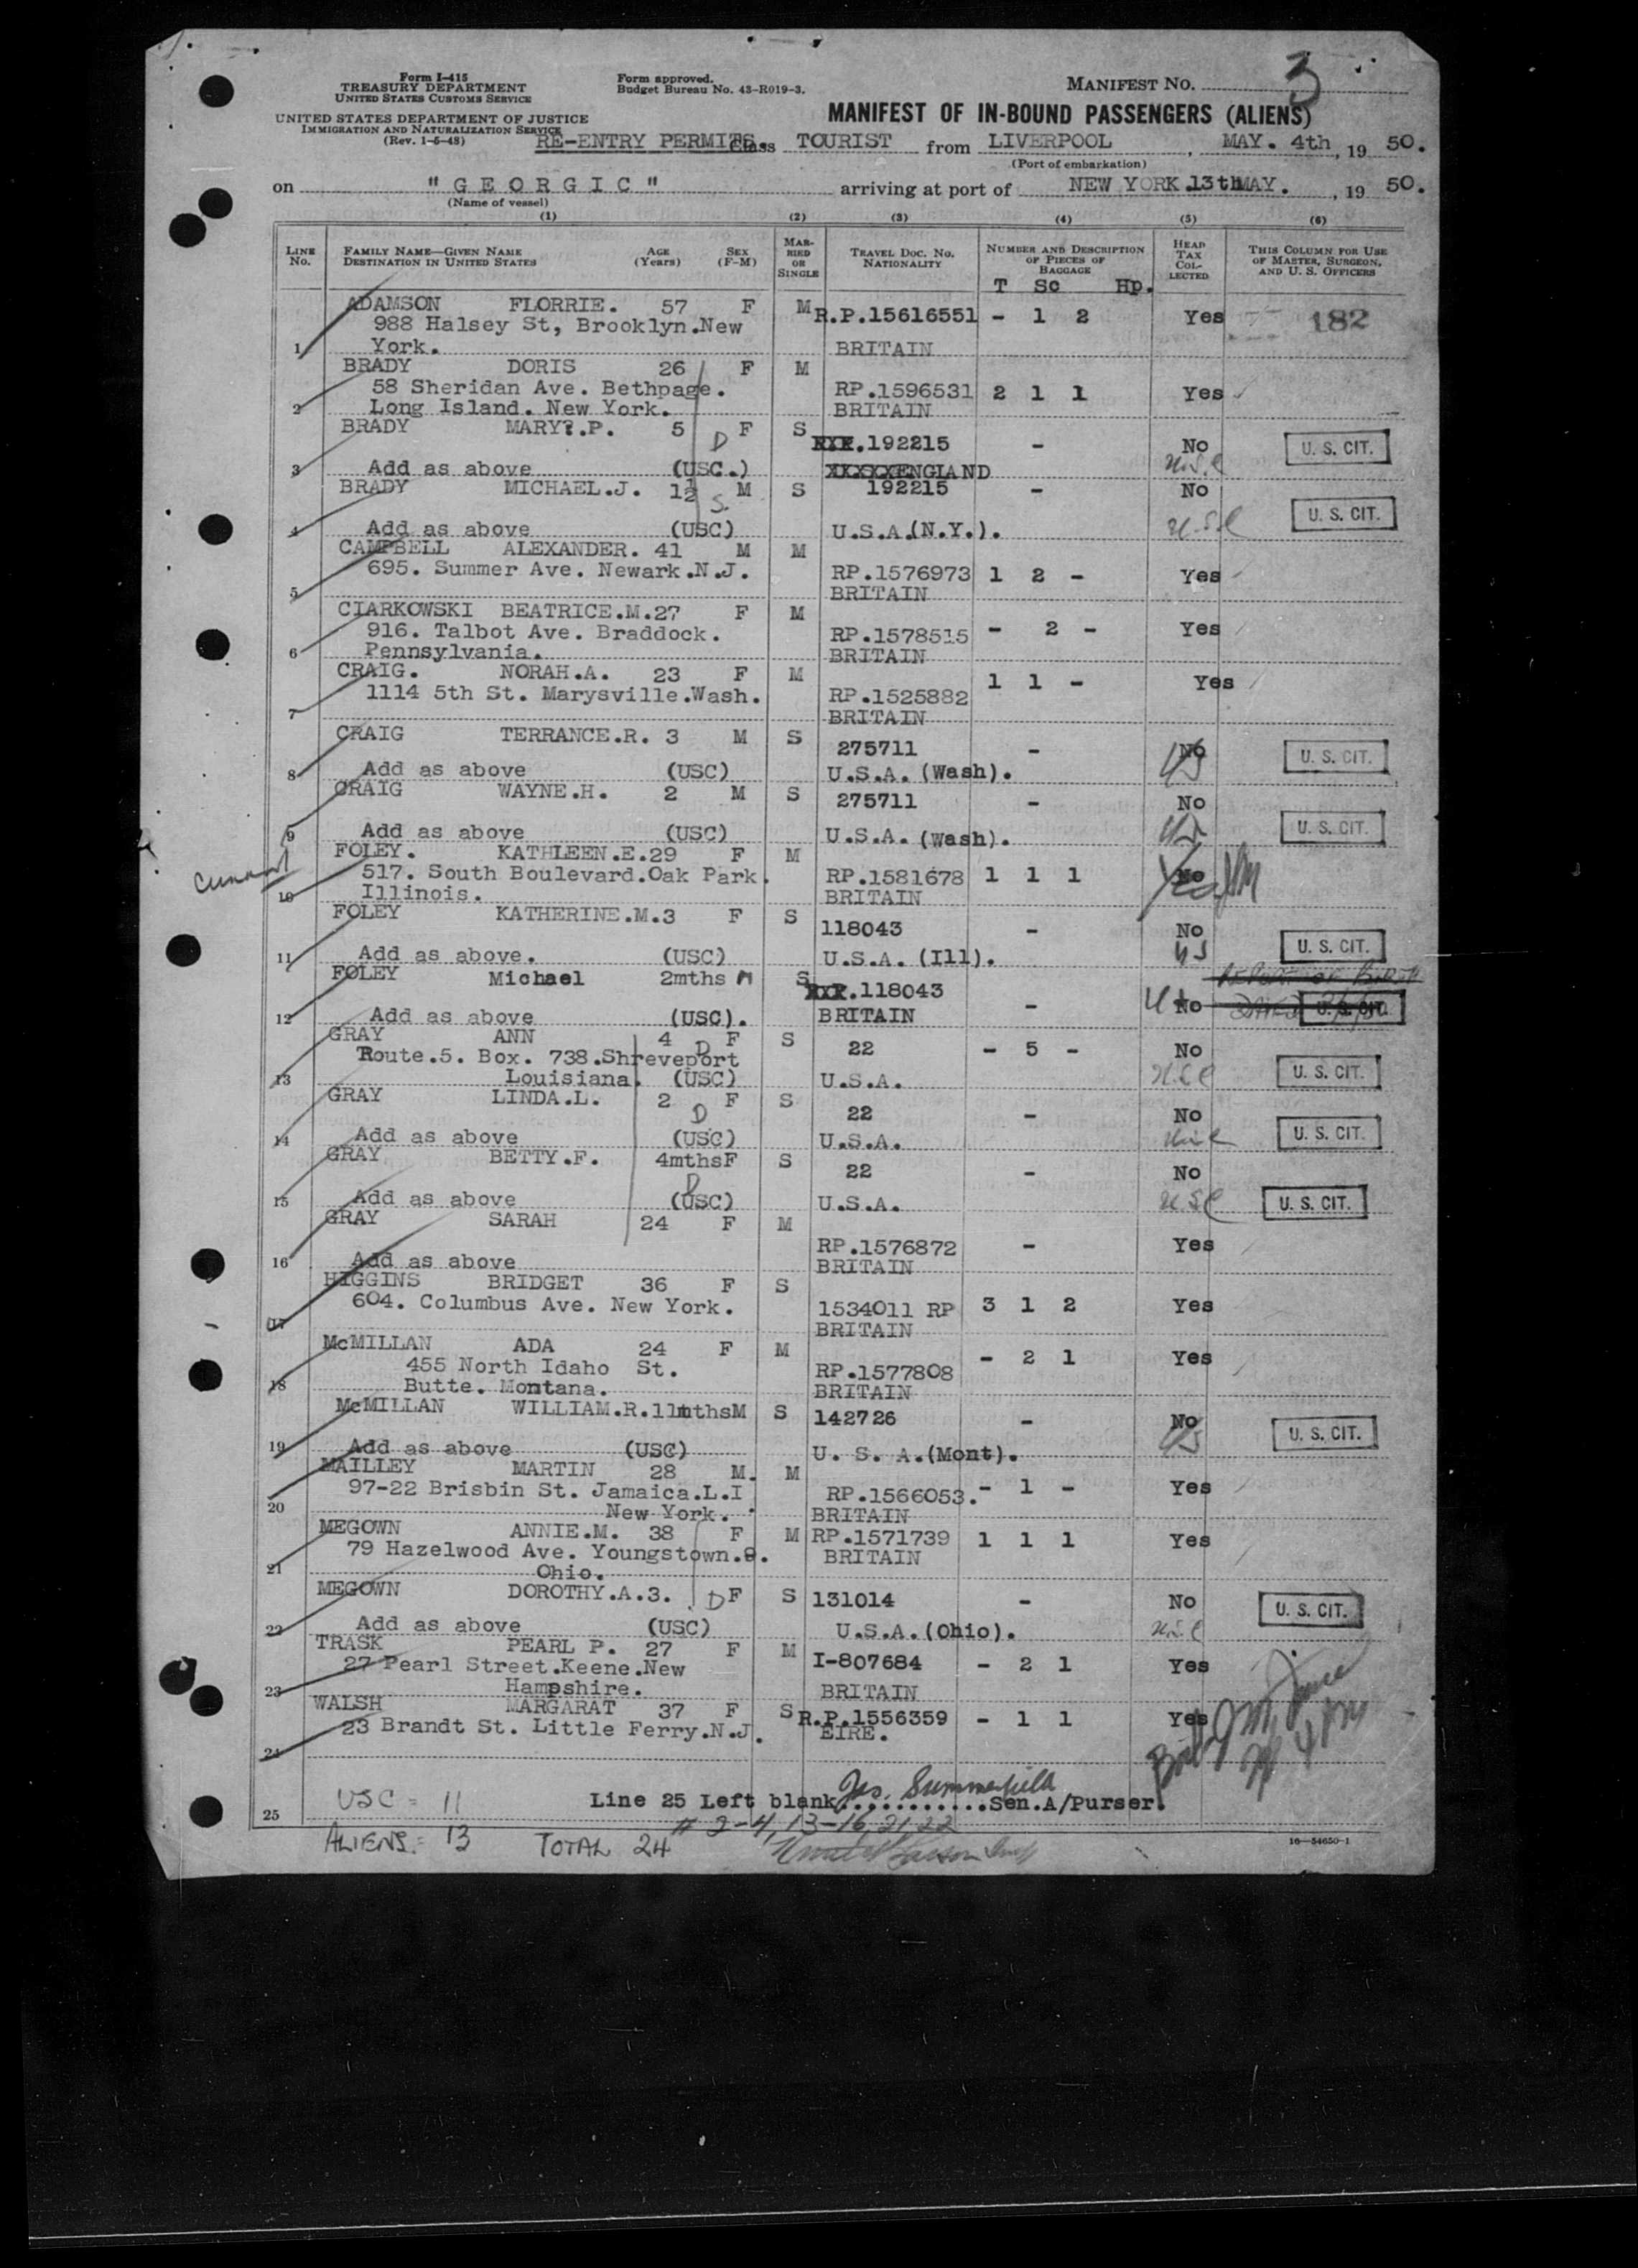 Form I-415
TREASURY DEPARTMENT
UNITED STATES CUSTOMS SERVICE
UNITED STATES DEPARTMENT OF JUSTICE
IMMIGRATION AND NATURALIZATION SERVICE
(Rev. 1-5-48)
Form approved.
Budget Bureau No. 43-R019-3.
MANIFEST NO. 3
MANIFEST OF IN-BOUND PASSENGERS (ALIENS)
RE-ENTRY PERMITS. Class TOURIST from LIVERPOOL, MAY. 4th, 19 50.
(Port of embarkation)
on "GEORGIC" arriving at port of NEW YORK.13thMAY., 19 50.
(Name of vessel)
(1) (2) (3) (4) (5) (6)
LINE NO. FAMILY NAME—GIVEN NAME DESTINATION IN UNITED STATES AGE (Years) SEX (F-M) MARRIED OR SINGLE TRAVEL DOC. NO. NATIONALITY NUMBER AND DESCRIPTION OF PIECES OF BAGGAGE HEAD TAX COLLECTED THIS COLUMN FOR USE OF MASTER, SURGEON, AND U. S. OFFICERS
T Sc Hp.
ADAMSON FLORRIE. 57 F M R.P.15616551 - 1 2 Yes 182
988 Halsey St, Brooklyn.New
1 York. BRITAIN
BRADY DORIS 26 F M
58 Sheridan Ave. Bethpage. RP.1596531 2 1 1 Yes
2 Long Island. New York. BRITAIN
BRADY MARY?.P. 5 D F S .192215 - No U. S. CIT.
3 Add as above (USC.) ENGLAND U.S.C
BRADY MICHAEL.J. 1½ S. M S 192215 - No U. S. CIT.
4 Add as above (USC) U.S.A.(N.Y.). U.S.C
CAMPBELL ALEXANDER. 41 M M
695. Summer Ave. Newark.N.J. RP.1576973 1 2 - Yes
5 BRITAIN
CIARKOWSKI BEATRICE.M.27 F M
916. Talbot Ave. Braddock. RP.1578515 - 2 - Yes
6 Pennsylvania. BRITAIN
CRAIG. NORAH.A. 23 F M 1 1 - Yes
1114 5th St. Marysville.Wash. RP.1525882
7 BRITAIN
CRAIG TERRANCE.R. 3 M S 275711 - No U. S. CIT.
8 Add as above (USC) U.S.A. (Wash). US
CRAIG WAYNE.H. 2 M S 275711 - No U. S. CIT.
9 Add as above (USC) U.S.A. (Wash). US
FOLEY. KATHLEEN.E.29 F M
517. South Boulevard.Oak Park. RP.1581678 1 1 1 No Yes
10 Illinois. BRITAIN
FOLEY KATHERINE.M.3 F S 118043 - No U. S. CIT.
11 Add as above. (USC) U.S.A. (Ill). US
FOLEY Michael 2mths M S .118043 - No REPORT OF BIRTH
12 Add as above (USC). BRITAIN U. S. CIT.
GRAY ANN 4 D F S 22 - 5 - No U. S. CIT.
Route.5. Box. 738.Shreveport
13 Louisiana. (USC) U.S.A. U.S.C
GRAY LINDA.L. 2 D F S 22 - No U. S. CIT.
14 Add as above (USC) U.S.A.
GRAY BETTY.F. 4mthsF S 22 - No
15 Add as above D (USC) U.S.A. U.S.C U. S. CIT.
GRAY SARAH 24 F M RP.1576872 - Yes
16 Add as above BRITAIN
HIGGINS BRIDGET 36 F S
604. Columbus Ave. New York. 1534011 RP 3 1 2 Yes
17 BRITAIN
McMILLAN ADA 24 F M - 2 1 Yes
455 North Idaho St. RP.1577808
18 Butte. Montana. BRITAIN
McMILLAN WILLIAM.R.11mthsM S 142726 - No U. S. CIT.
19 Add as above (USC) U. S. A.(Mont). US
MAILLEY MARTIN 28 M. M
97-22 Brisbin St. Jamaica.L.I RP.1566053. - 1 - Yes
20 New York. BRITAIN
MEGOWN ANNIE.M. 38 F M RP.1571739 1 1 1 Yes
79 Hazelwood Ave. Youngstown.O. BRITAIN
21 Ohio.
MEGOWN DOROTHY.A.3. D F S 131014 - No U. S. CIT.
22 Add as above (USC) U.S.A.(Ohio). U.S.C
TRASK PEARL P. 27 F M I-807684 - 2 1 Yes
27 Pearl Street.Keene.New
23 Hampshire. BRITAIN
WALSH MARGARAT 37 F S R.P.1556359 - 1 1 Yes
23 Brandt St. Little Ferry.N.J. EIRE.
24
25 USC = 11 Line 25 Left blank............Sen.A/Purser.
# 2-4, 13-16, 21, 22
ALIENS = 13 TOTAL 24
16—54650-1